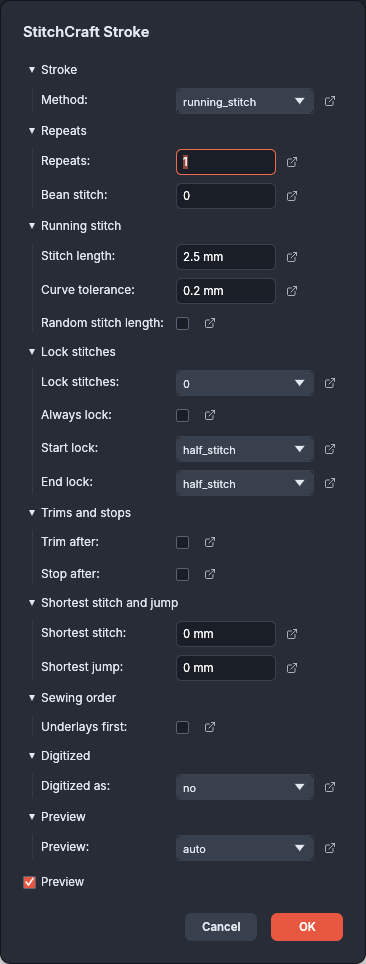 StitchCraft Stroke
Stroke
Method: running_stitch
Repeats
Repeats: 1
Bean stitch: 0
Running stitch
Stitch length: 2.5 mm
Curve tolerance: 0.2 mm
Random stitch length:
Lock stitches
Lock stitches: 0
Always lock:
Start lock: half_stitch
End lock: half_stitch
Trims and stops
Trim after:
Stop after:
Shortest stitch and jump
Shortest stitch: 0 mm
Shortest jump: 0 mm
Sewing order
Underlays first:
Digitized
Digitized as: no
Preview
Preview: auto
Preview
Cancel OK